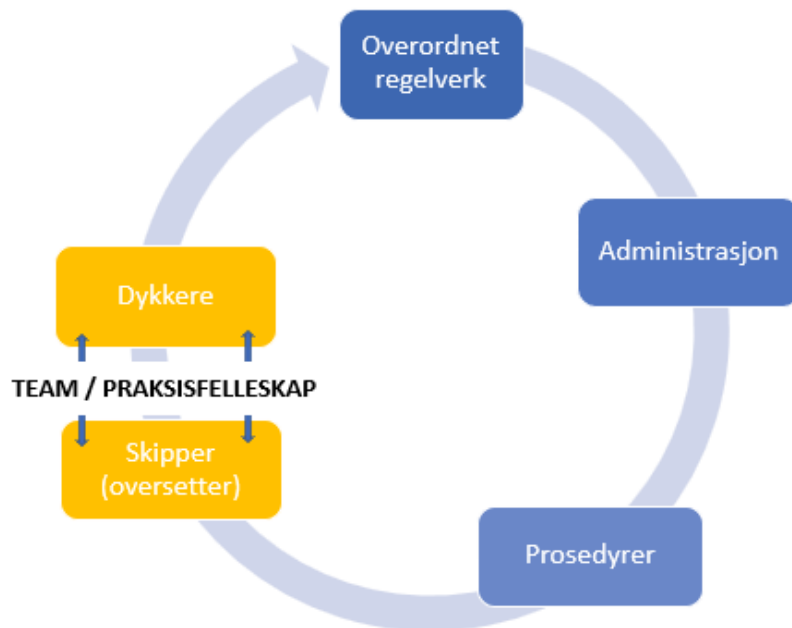 Overordnet
regelverk
Administrasjon
Prosedyrer
Skipper
(oversetter)
TEAM / PRAKSISFELLESKAP
Dykkere